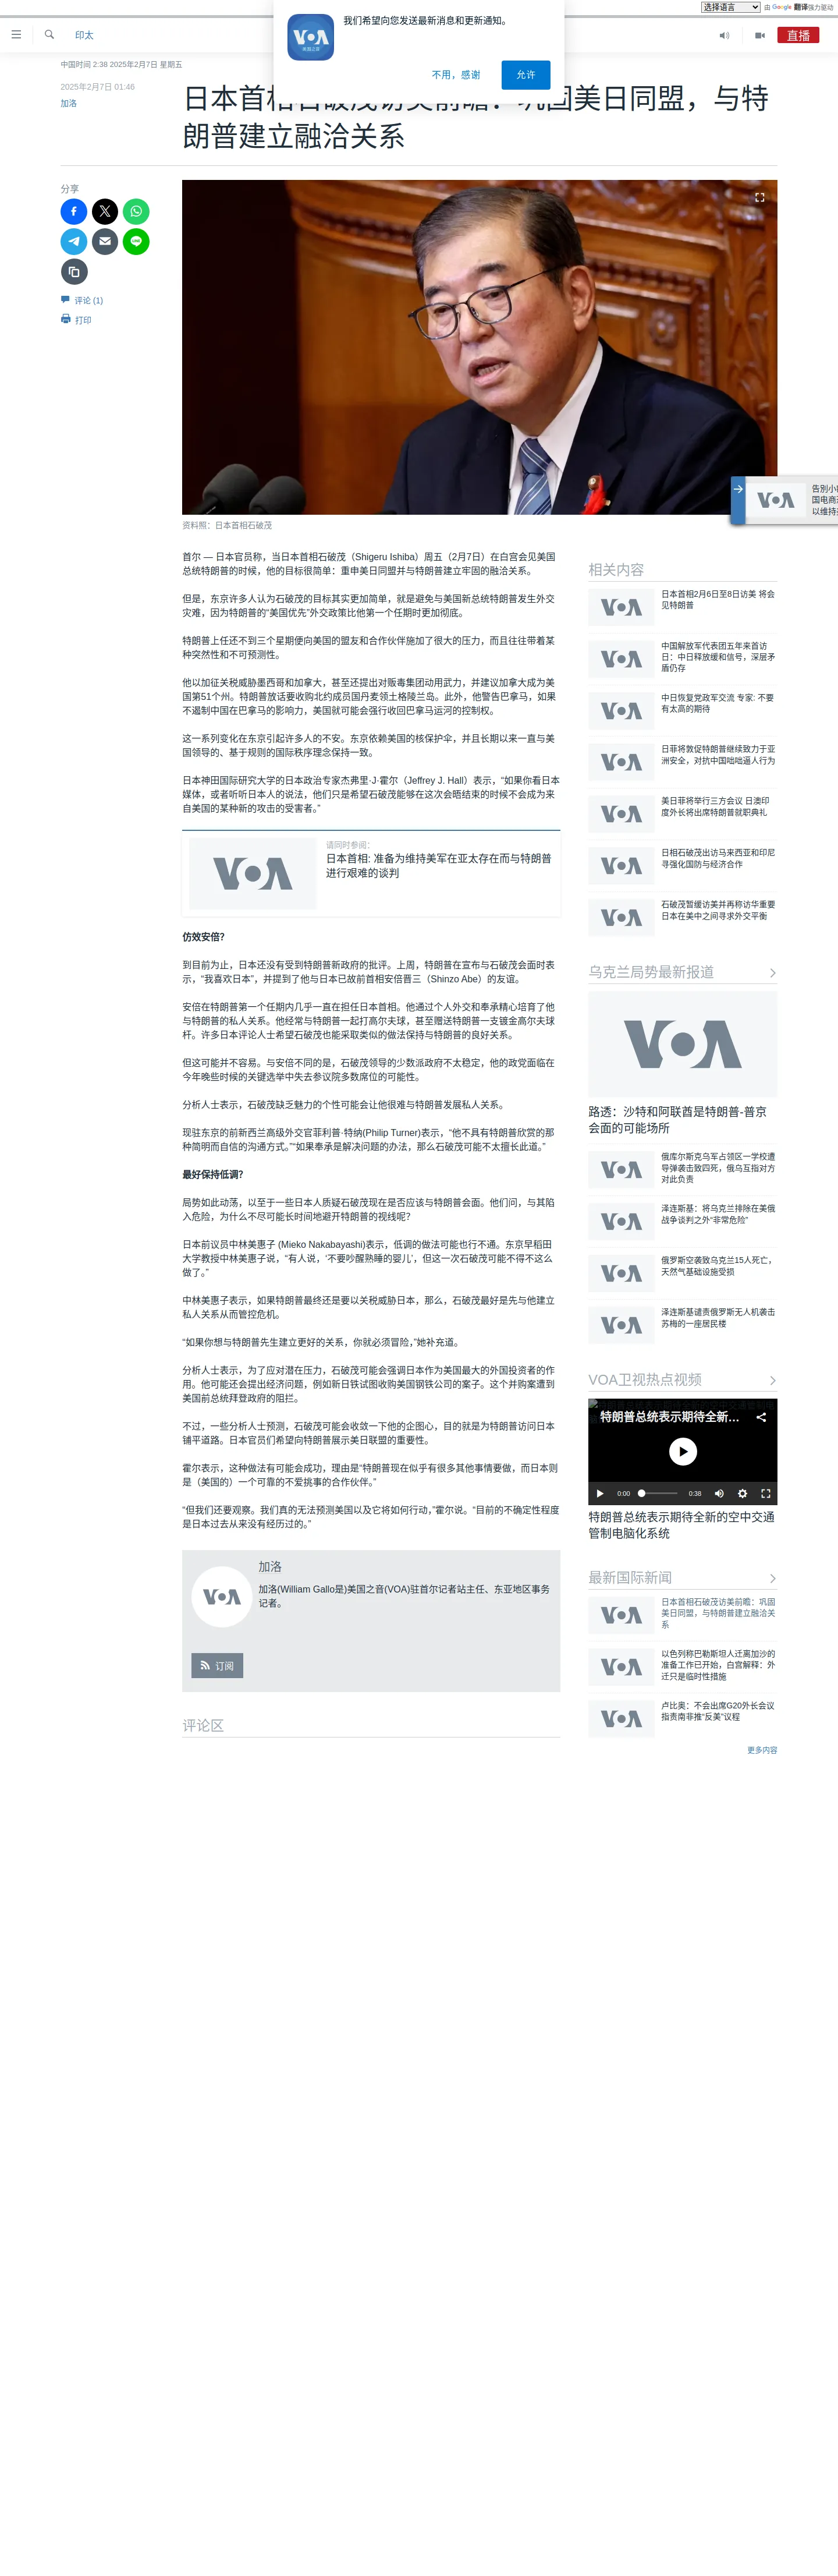 选择语言
由 Google 翻译强力驱动
VOA
美国之音
我们希望向您发送最新消息和更新通知。
不用，感谢
允许
印太
直播
中国时间 2:38 2025年2月7日 星期五
2025年2月7日 01:46
加洛
朗普建立融洽关系
分享
评论 (1)
打印
资料照：日本首相石破茂
首尔 — 日本官员称，当日本首相石破茂（Shigeru Ishiba）周五（2月7日）在白宫会见美国
总统特朗普的时候，他的目标很简单：重申美日同盟并与特朗普建立牢固的融洽关系。
但是，东京许多人认为石破茂的目标其实更加简单，就是避免与美国新总统特朗普发生外交
灾难，因为特朗普的“美国优先”外交政策比他第一个任期时更加彻底。
特朗普上任还不到三个星期便向美国的盟友和合作伙伴施加了很大的压力，而且往往带着某
种突然性和不可预测性。
他以加征关税威胁墨西哥和加拿大，甚至还提出对贩毒集团动用武力，并建议加拿大成为美
国第51个州。特朗普放话要收购北约成员国丹麦领土格陵兰岛。此外，他警告巴拿马，如果
不遏制中国在巴拿马的影响力，美国就可能会强行收回巴拿马运河的控制权。
这一系列变化在东京引起许多人的不安。东京依赖美国的核保护伞，并且长期以来一直与美
国领导的、基于规则的国际秩序理念保持一致。
日本神田国际研究大学的日本政治专家杰弗里·J·霍尔（Jeffrey J. Hall）表示，“如果你看日本
媒体，或者听听日本人的说法，他们只是希望石破茂能够在这次会晤结束的时候不会成为来
自美国的某种新的攻击的受害者。”
VOA
请同时参阅：
日本首相: 准备为维持美军在亚太存在而与特朗普
进行艰难的谈判
仿效安倍？
到目前为止，日本还没有受到特朗普新政府的批评。上周，特朗普在宣布与石破茂会面时表
示，“我喜欢日本”，并提到了他与日本已故前首相安倍晋三（Shinzo Abe）的友谊。
安倍在特朗普第一个任期内几乎一直在担任日本首相。他通过个人外交和奉承精心培育了他
与特朗普的私人关系。他经常与特朗普一起打高尔夫球，甚至赠送特朗普一支镀金高尔夫球
杆。许多日本评论人士希望石破茂也能采取类似的做法保持与特朗普的良好关系。
但这可能并不容易。与安倍不同的是，石破茂领导的少数派政府不太稳定，他的政党面临在
今年晚些时候的关键选举中失去参议院多数席位的可能性。
分析人士表示，石破茂缺乏魅力的个性可能会让他很难与特朗普发展私人关系。
现驻东京的前新西兰高级外交官菲利普·特纳(Philip Turner)表示，“他不具有特朗普欣赏的那
种简明而自信的沟通方式。”“如果奉承是解决问题的办法，那么石破茂可能不太擅长此道。”
最好保持低调？
局势如此动荡，以至于一些日本人质疑石破茂现在是否应该与特朗普会面。他们问，与其陷
入危险，为什么不尽可能长时间地避开特朗普的视线呢？
日本前议员中林美惠子 (Mieko Nakabayashi)表示，低调的做法可能也行不通。东京早稻田
大学教授中林美惠子说，“有人说，‘不要吵醒熟睡的婴儿’，但这一次石破茂可能不得不这么
做了。”
中林美惠子表示，如果特朗普最终还是要以关税威胁日本，那么，石破茂最好是先与他建立
私人关系从而管控危机。
“如果你想与特朗普先生建立更好的关系，你就必须冒险，”她补充道。
分析人士表示，为了应对潜在压力，石破茂可能会强调日本作为美国最大的外国投资者的作
用。他可能还会提出经济问题，例如新日铁试图收购美国钢铁公司的案子。这个并购案遭到
美国前总统拜登政府的阻拦。
不过，一些分析人士预测，石破茂可能会收敛一下他的企图心，目的就是为特朗普访问日本
铺平道路。日本官员们希望向特朗普展示美日联盟的重要性。
霍尔表示，这种做法有可能会成功，理由是“特朗普现在似乎有很多其他事情要做，而日本则
是（美国的）一个可靠的不爱挑事的合作伙伴。”
“但我们还要观察。我们真的无法预测美国以及它将如何行动，”霍尔说。“目前的不确定性程度
是日本过去从来没有经历过的。”
VOA
加洛
加洛(William Gallo是)美国之音(VOA)驻首尔记者站主任、东亚地区事务
记者。
订阅
评论区
VOA
告别小
国电商
以维持
相关内容
VOA
日本首相2月6日至8日访美 将会
见特朗普
VOA
中国解放军代表团五年来首访
日：中日释放缓和信号，深层矛
盾仍存
VOA
中日恢复党政军交流 专家: 不要
有太高的期待
VOA
日菲将敦促特朗普继续致力于亚
洲安全，对抗中国咄咄逼人行为
VOA
美日菲将举行三方会议 日澳印
度外长将出席特朗普就职典礼
VOA
日相石破茂出访马来西亚和印尼
寻强化国防与经济合作
VOA
石破茂暂缓访美并再称访华重要
日本在美中之间寻求外交平衡
乌克兰局势最新报道
VOA
路透：沙特和阿联酋是特朗普-普京
会面的可能场所
VOA
俄库尔斯克乌军占领区一学校遭
导弹袭击致四死，俄乌互指对方
对此负责
VOA
泽连斯基：将乌克兰排除在美俄
战争谈判之外“非常危险”
VOA
俄罗斯空袭致乌克兰15人死亡，
天然气基础设施受损
VOA
泽连斯基谴责俄罗斯无人机袭击
苏梅的一座居民楼
VOA卫视热点视频
特朗普总统表示期待全新...
0:00
0:38
特朗普总统表示期待全新的空中交通
管制电脑化系统
最新国际新闻
VOA
日本首相石破茂访美前瞻：巩固
美日同盟，与特朗普建立融洽关
系
VOA
以色列称巴勒斯坦人迁离加沙的
准备工作已开始，白宫解释：外
迁只是临时性措施
VOA
卢比奥：不会出席G20外长会议
指责南非推“反美”议程
更多内容